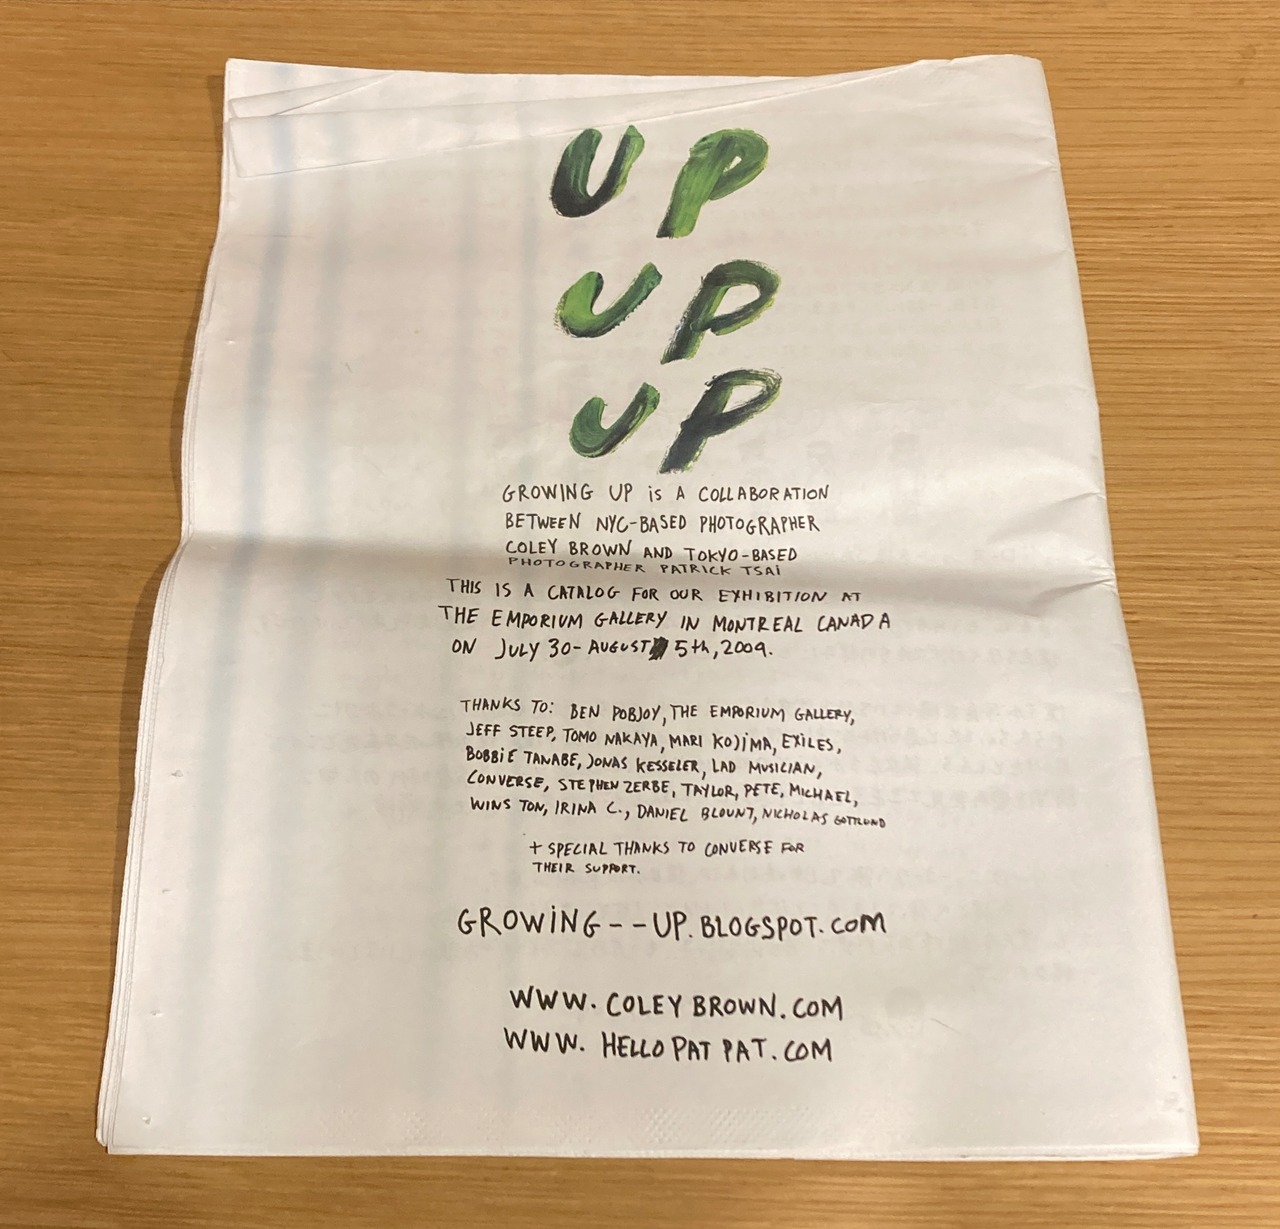 UP
UP
UP
GROWING UP iS A COLLABORATION
BETWEEN NYC-BASED PHOTOGRAPHER
COLEY BROWN AND TOKYO-BASED
PHOTOGRAPHER PATRICK TSAi
THIS IS A CATALOG FOR OUR EXHIBITION AT
THE EMPORIUM GALLERY IN MONTREAL CANADA
ON JULY 30-AUGUST 5th, 2009.
THANKS TO: BEN POBJOY, THE EMPORIUM GALLERY,
JEFF STEEP, TOMO NAKAYA, MARI KOJIMA, EXILES,
BOBBIE TANABE, JONAS KESSELER, LAD MUSICIAN,
CONVERSE, STEPHEN ZERBE, TAYLOR, PETE, MICHAEL,
WINSTON, IRINA C., DANIEL BLOUNT, NICHOLAS GOTTLUND
+ SPECIAL THANKS TO CONVERSE FOR
THEIR SUPPORT.
GROWiNG--UP.BLOGSPOT.COM
WWW.COLEYBROWN.COM
WWW.HELLOPATPAT.COM